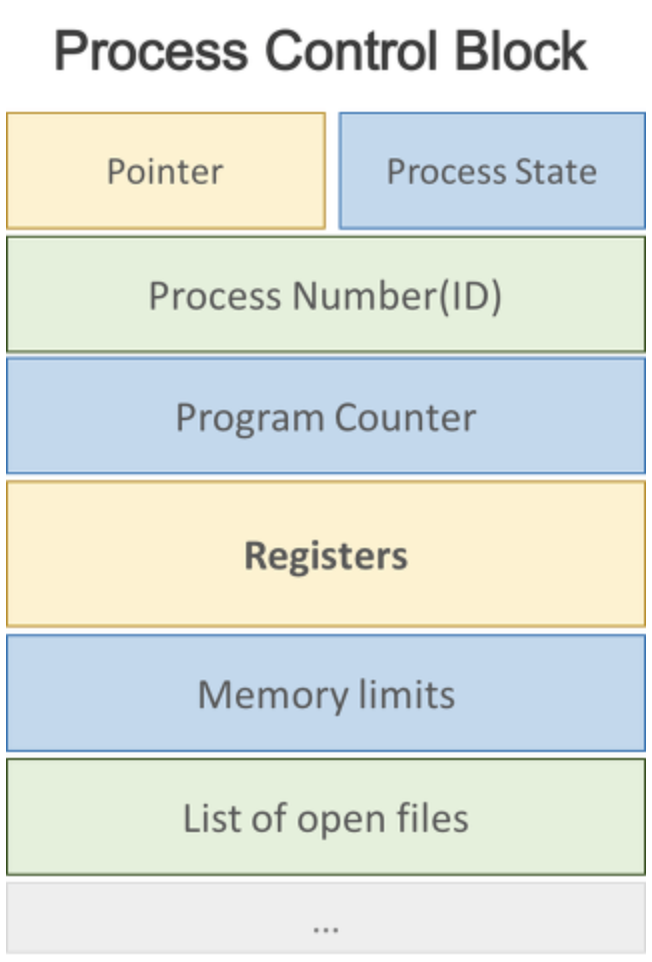 Process Control Block
Pointer
Process State
Process Number(ID)
Program Counter
Registers
Memory limits
List of open files
...